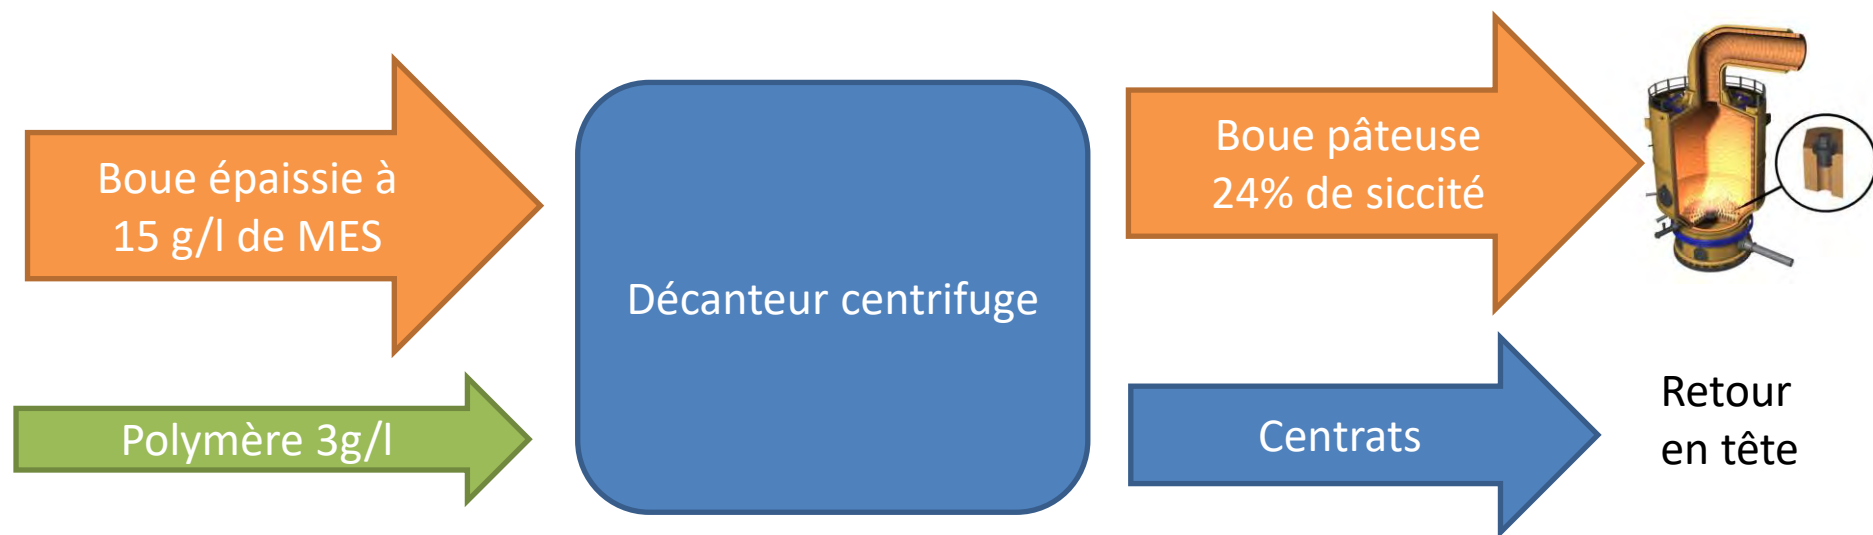 Boue épaissie à
15 g/l de MES
Polymère 3g/l
Décanteur centrifuge
Boue pâteuse
24% de siccité
Centrats
Retour
en tête